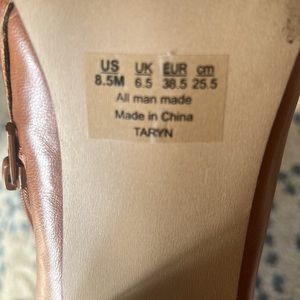 US UK EUR cm
8.5M 6.5 38.5 25.5
All man made
Made in China
TARYN